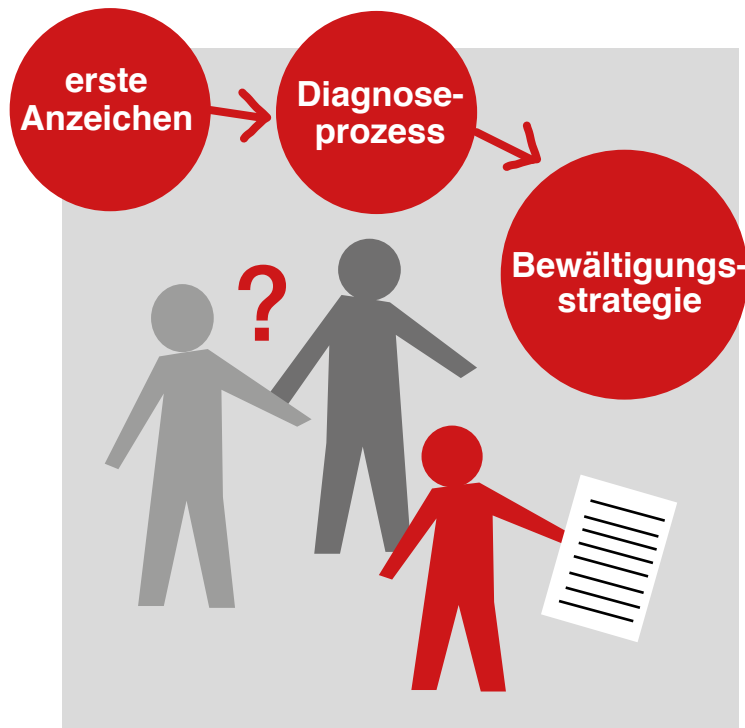 erste
Anzeichen
Diagnose-
prozess
Bewältigungs-
strategie
?